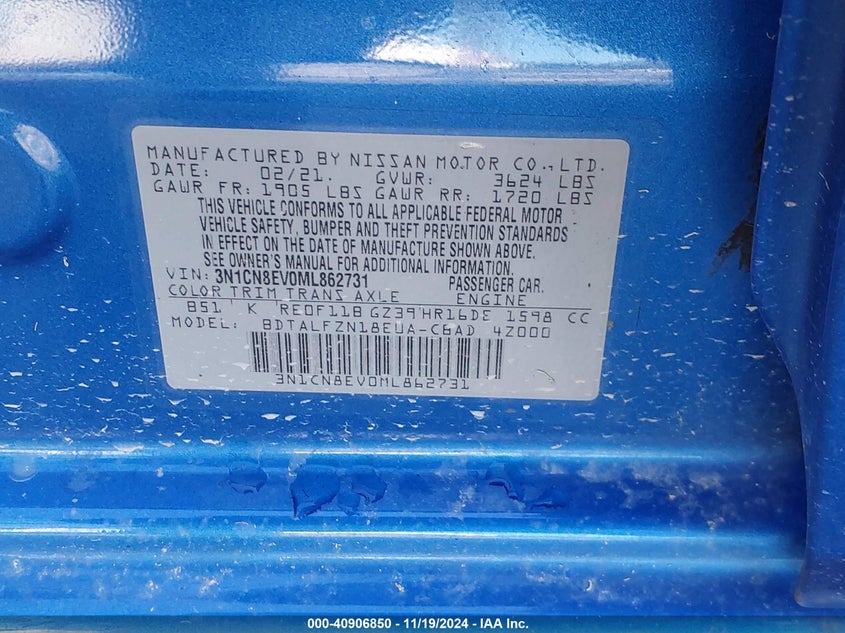 MANUFACTURED BY NISSAN MOTOR CO., LTD.
DATE: 02/21. GVWR: 3624 LBS
GAWR FR: 1905 LBS GAWR RR: 1720 LBS
THIS VEHICLE CONFORMS TO ALL APPLICABLE FEDERAL MOTOR
VEHICLE SAFETY, BUMPER AND THEFT PREVENTION STANDARDS
IN EFFECT ON THE DATE OF MANUFACTURE SHOWN ABOVE.
SEE OWNER'S MANUAL FOR ADDITIONAL INFORMATION.
VIN: 3N1CN8EV0ML862731 PASSENGER CAR.
COLOR TRIM TRANS AXLE ENGINE
B51 K RE0F11B GZ39 HR16DE 1598 CC
MODEL: BDTALFZN18EUA-C6AD 4Z000
3N1CN8EV0ML862731
000-40906850 - 11/19/2024 - IAA Inc.